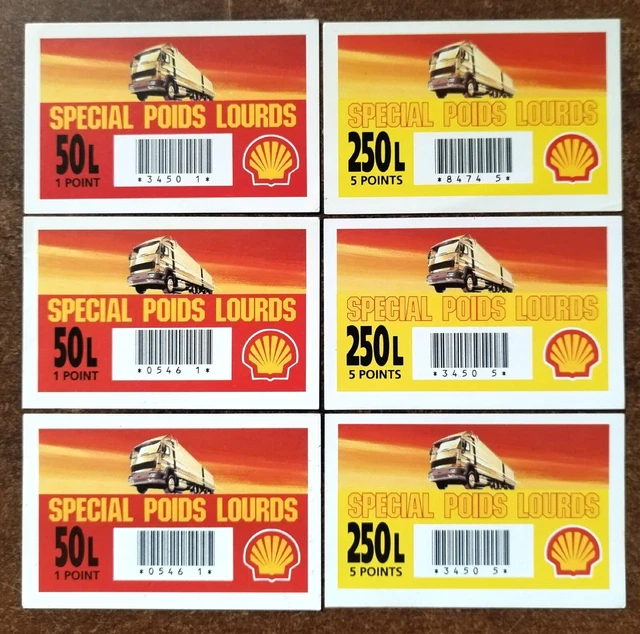 SPECIAL POIDS LOURDS
50L
1 POINT
*3450 1*
SPECIAL POIDS LOURDS
250L
5 POINTS
*8474 5*
SPECIAL POIDS LOURDS
50L
1 POINT
*0546 1*
SPECIAL POIDS LOURDS
250L
5 POINTS
*3450 5*
SPECIAL POIDS LOURDS
50L
1 POINT
*0546 1*
SPECIAL POIDS LOURDS
250L
5 POINTS
*3450 5*